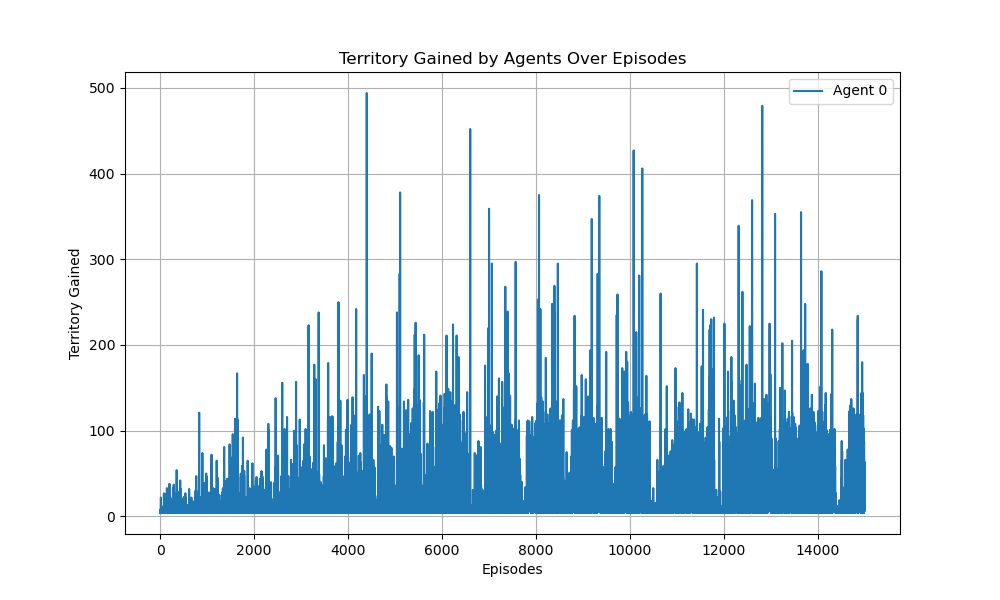 Territory Gained by Agents Over Episodes
Agent 0
Territory Gained
500
400
300
200
100
0
0 2000 4000 6000 8000 10000 12000 14000
Episodes